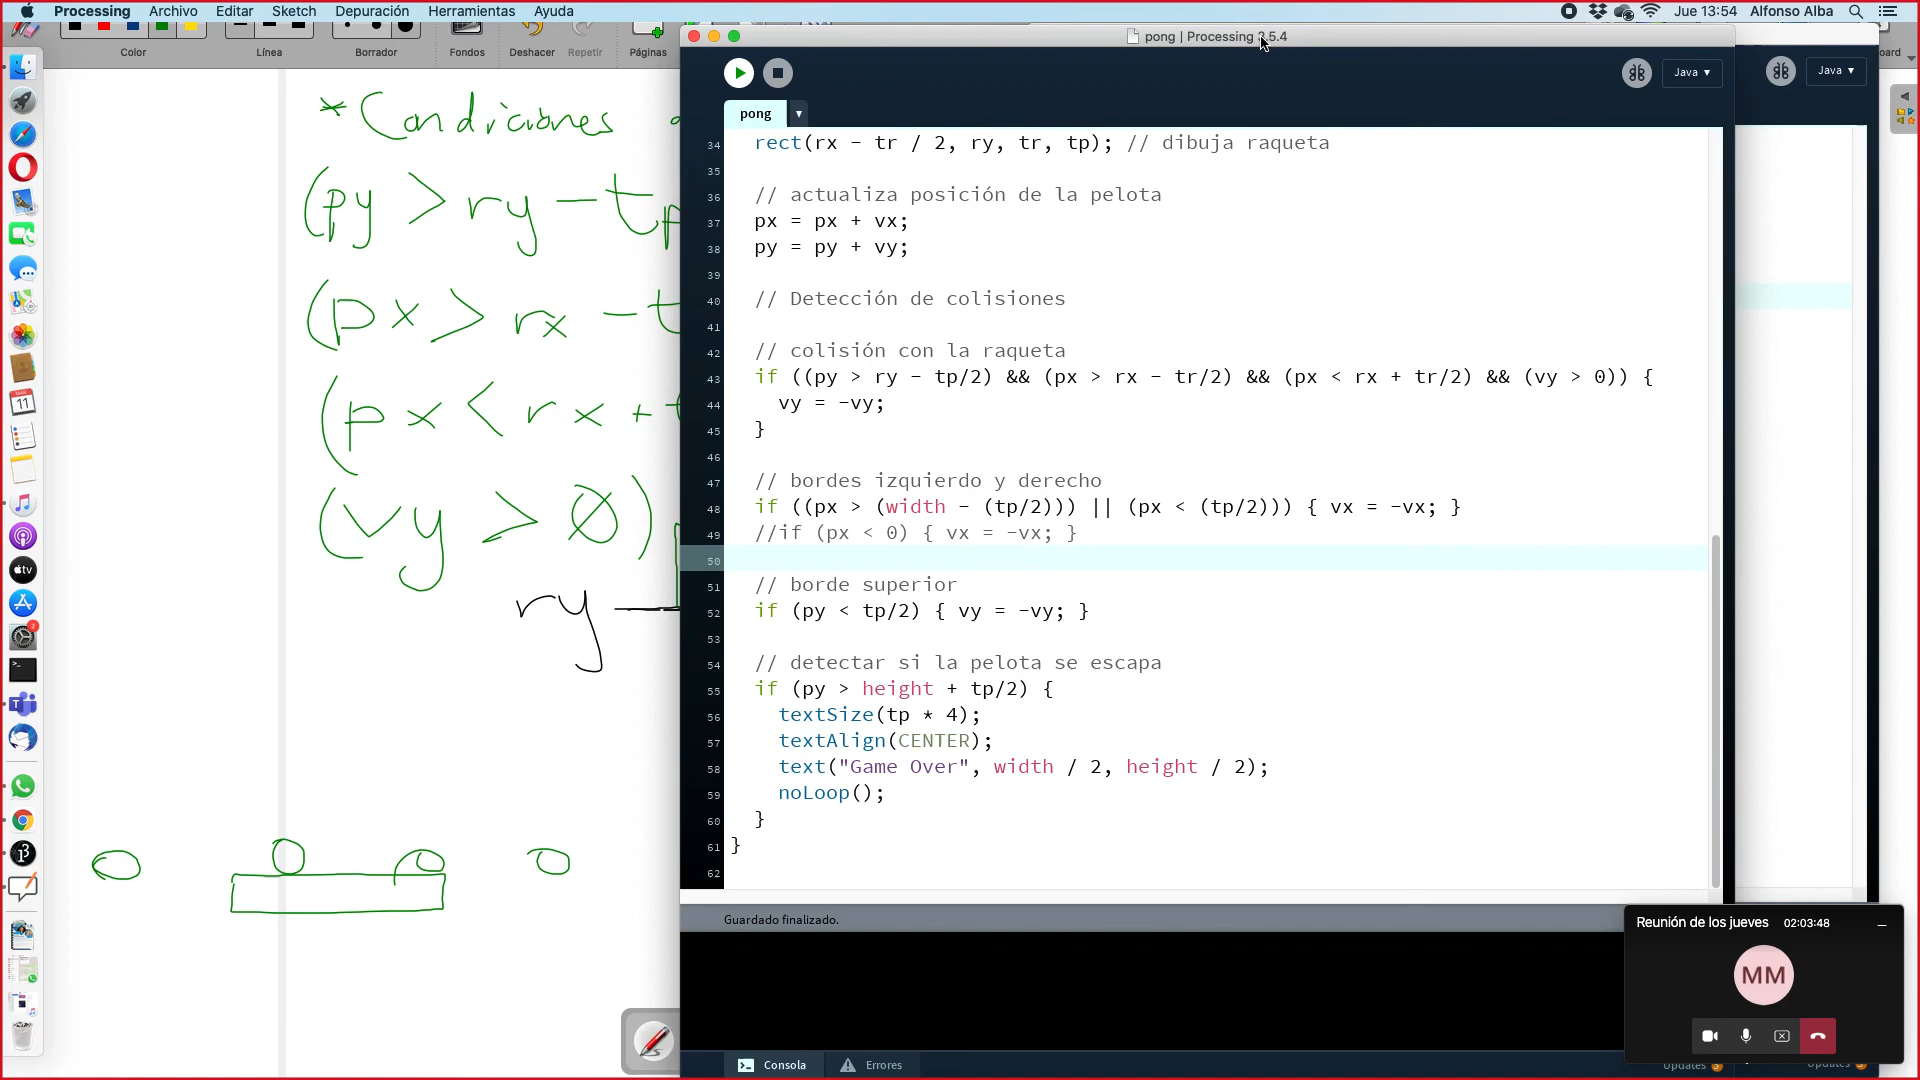 Processing Archivo Editar Sketch Depuración Herramientas Ayuda
Jue 13:54 Alfonso Alba
Color Línea Borrador Fondos Deshacer Repetir Páginas
pong | Processing 3.5.4
Java
Java
pong
*Condiciones
(py > ry - tp
(px > rx - t
(px < rx + t
(vy > 0)
ry
34 rect(rx - tr / 2, ry, tr, tp); // dibuja raqueta
35
36 // actualiza posición de la pelota
37 px = px + vx;
38 py = py + vy;
39
40 // Detección de colisiones
41
42 // colisión con la raqueta
43 if ((py > ry - tp/2) && (px > rx - tr/2) && (px < rx + tr/2) && (vy > 0)) {
44 vy = -vy;
45 }
46
47 // bordes izquierdo y derecho
48 if ((px > (width - (tp/2))) || (px < (tp/2))) { vx = -vx; }
49 //if (px < 0) { vx = -vx; }
50
51 // borde superior
52 if (py < tp/2) { vy = -vy; }
53
54 // detectar si la pelota se escapa
55 if (py > height + tp/2) {
56 textSize(tp * 4);
57 textAlign(CENTER);
58 text("Game Over", width / 2, height / 2);
59 noLoop();
60 }
61 }
62
Guardado finalizado.
Reunión de los jueves 02:03:48
MM
Consola Errores
Updates
Updates